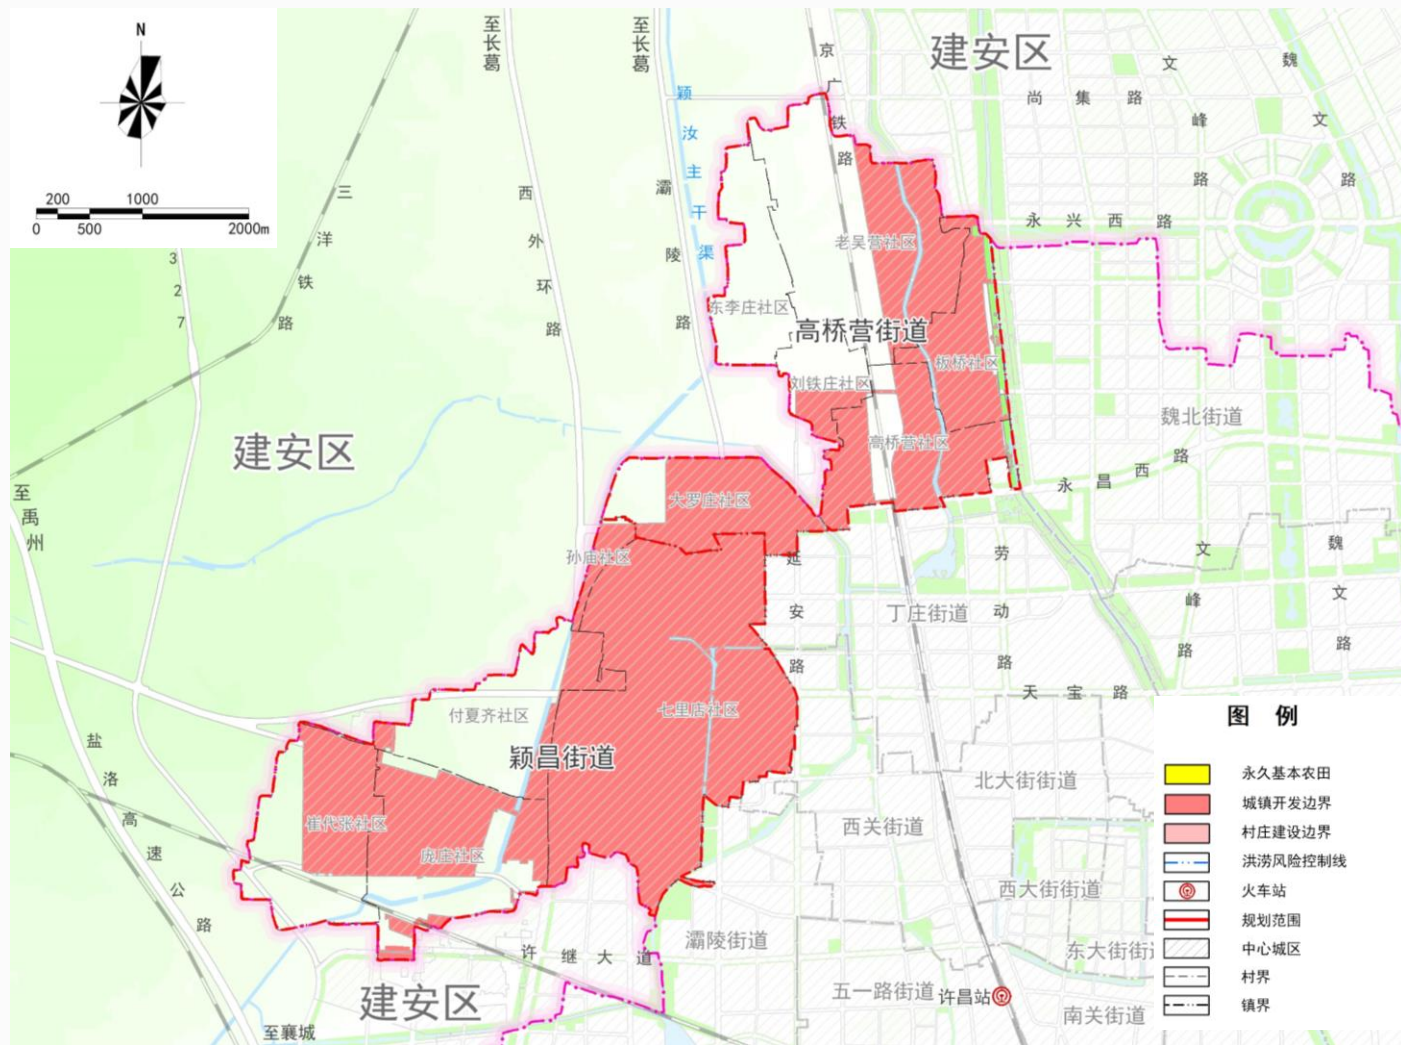 N
200 1000
0 500 2000m
至长葛
至长葛
颍汝主干渠
京广铁路
建安区
尚集路
文峰路
魏文路
三洋铁路
西外环路
灞陵路
永兴西路
327
老吴营社区
东李庄社区
高桥营街道
板桥社区
刘铁庄社区
魏北街道
建安区
高桥营社区
永昌西路
至禹州
大罗庄社区
孙庙社区
延安路
劳动路
文峰路
魏文路
丁庄街道
天宝路
七里店社区
付夏齐社区
颍昌街道
盐洛高速公路
北大街街道
崔代张社区
庞庄社区
西关街道
西大街街道
许继大道
灞陵街道
东大街街道
建安区
五一路街道
许昌站
南关街道
至襄城
图 例
永久基本农田
城镇开发边界
村庄建设边界
洪涝风险控制线
火车站
规划范围
中心城区
村界
镇界